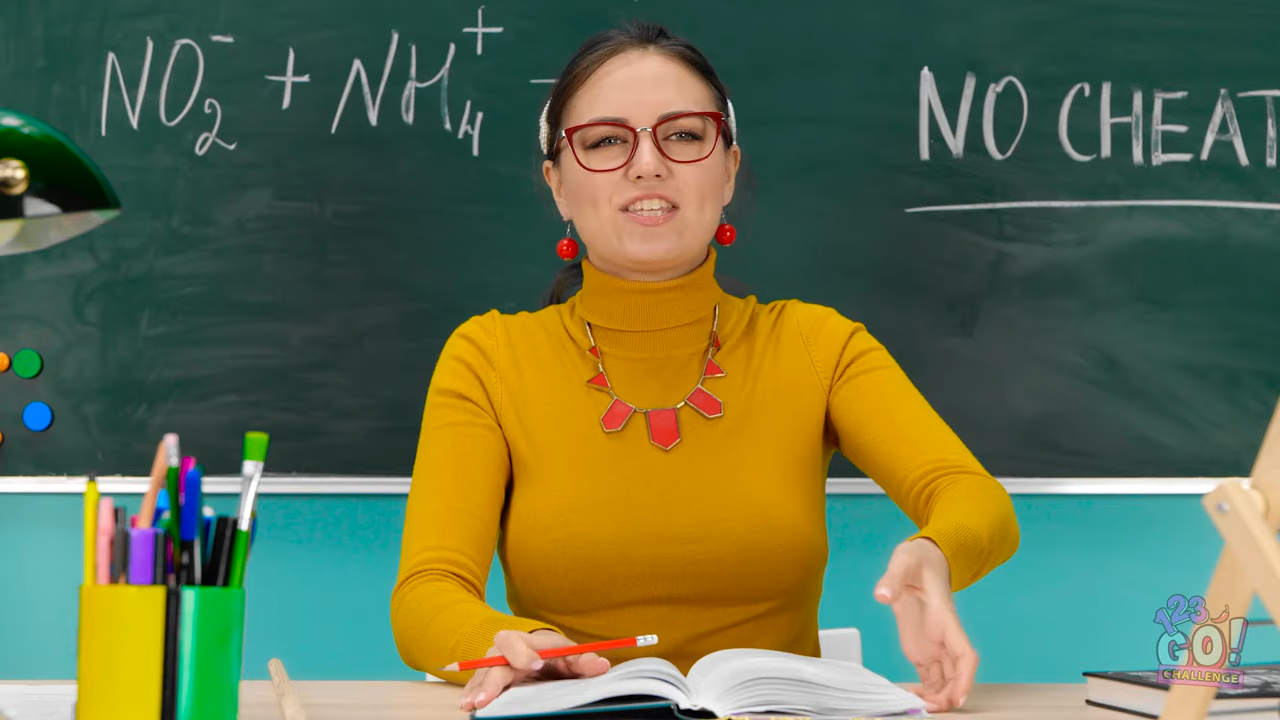 NO₂⁻ + NH₄⁺ –
NO CHEAT
123
GO!
CHALLENGE